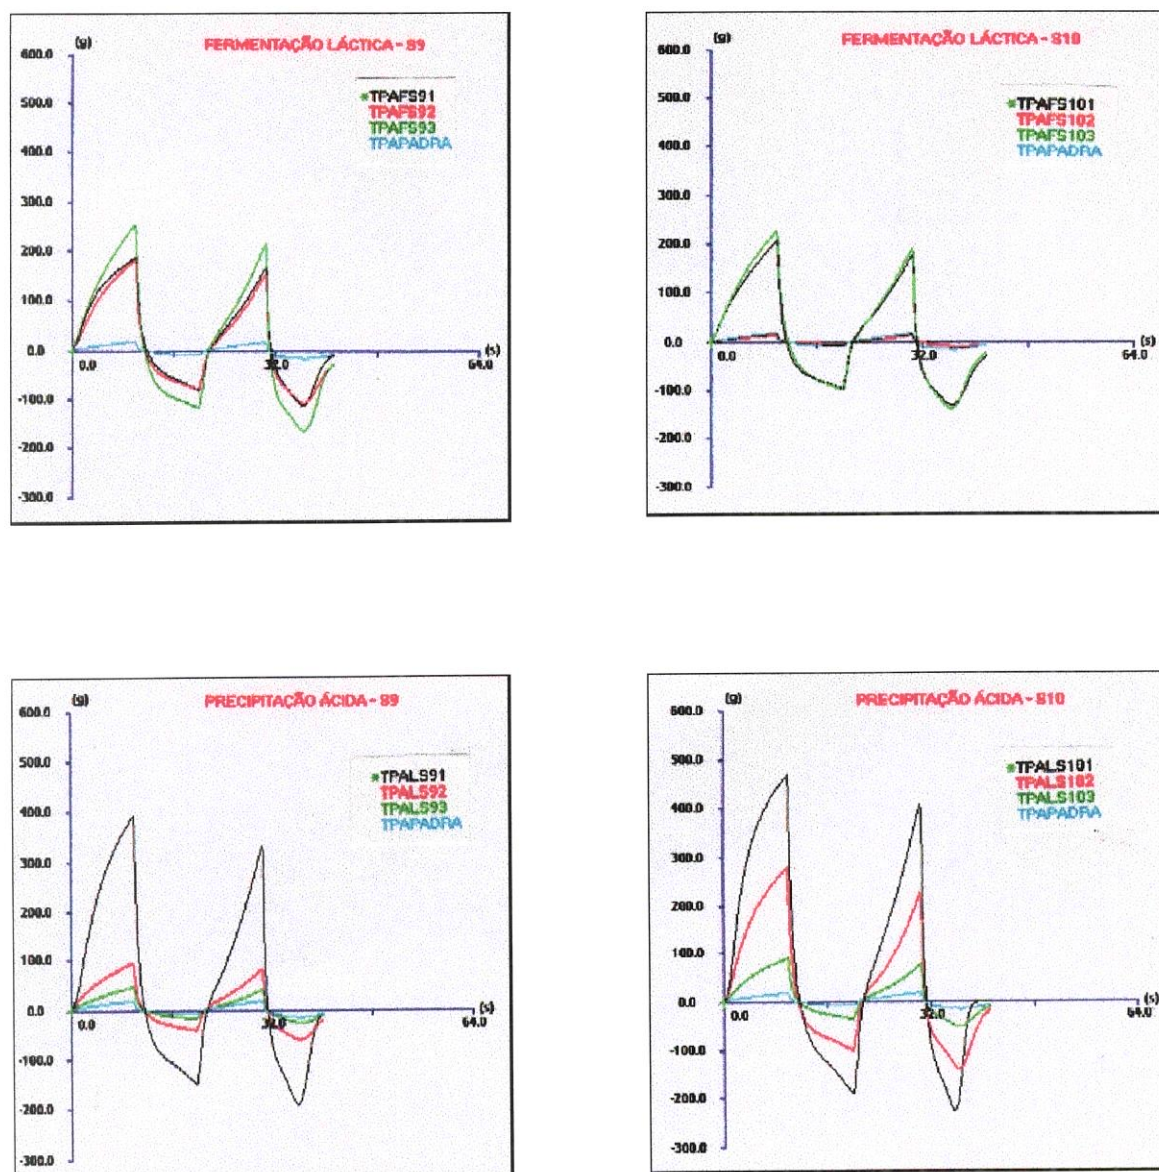 (g) FERMENTAÇÃO LÁCTICA - S9
600.0
500.0
400.0
300.0
200.0
100.0
0.0
-100.0
-200.0
-300.0
TPAFS91
TPAFS92
TPAFS93
TPAPADRA
0.0 32.0 64.0 (s)
(g) FERMENTAÇÃO LÁCTICA - S10
600.0
500.0
400.0
300.0
200.0
100.0
0.0
-100.0
-200.0
-300.0
TPAFS101
TPAFS102
TPAFS103
TPAPADRA
0.0 32.0 64.0 (s)
(g) PRECIPITAÇÃO ÁCIDA - S9
600.0
500.0
400.0
300.0
200.0
100.0
0.0
-100.0
-200.0
-300.0
TPALS91
TPALS92
TPALS93
TPAPADRA
0.0 32.0 64.0 (s)
(g) PRECIPITAÇÃO ÁCIDA - S10
600.0
500.0
400.0
300.0
200.0
100.0
0.0
-100.0
-200.0
-300.0
TPALS101
TPALS102
TPALS103
TPAPADRA
0.0 32.0 64.0 (s)